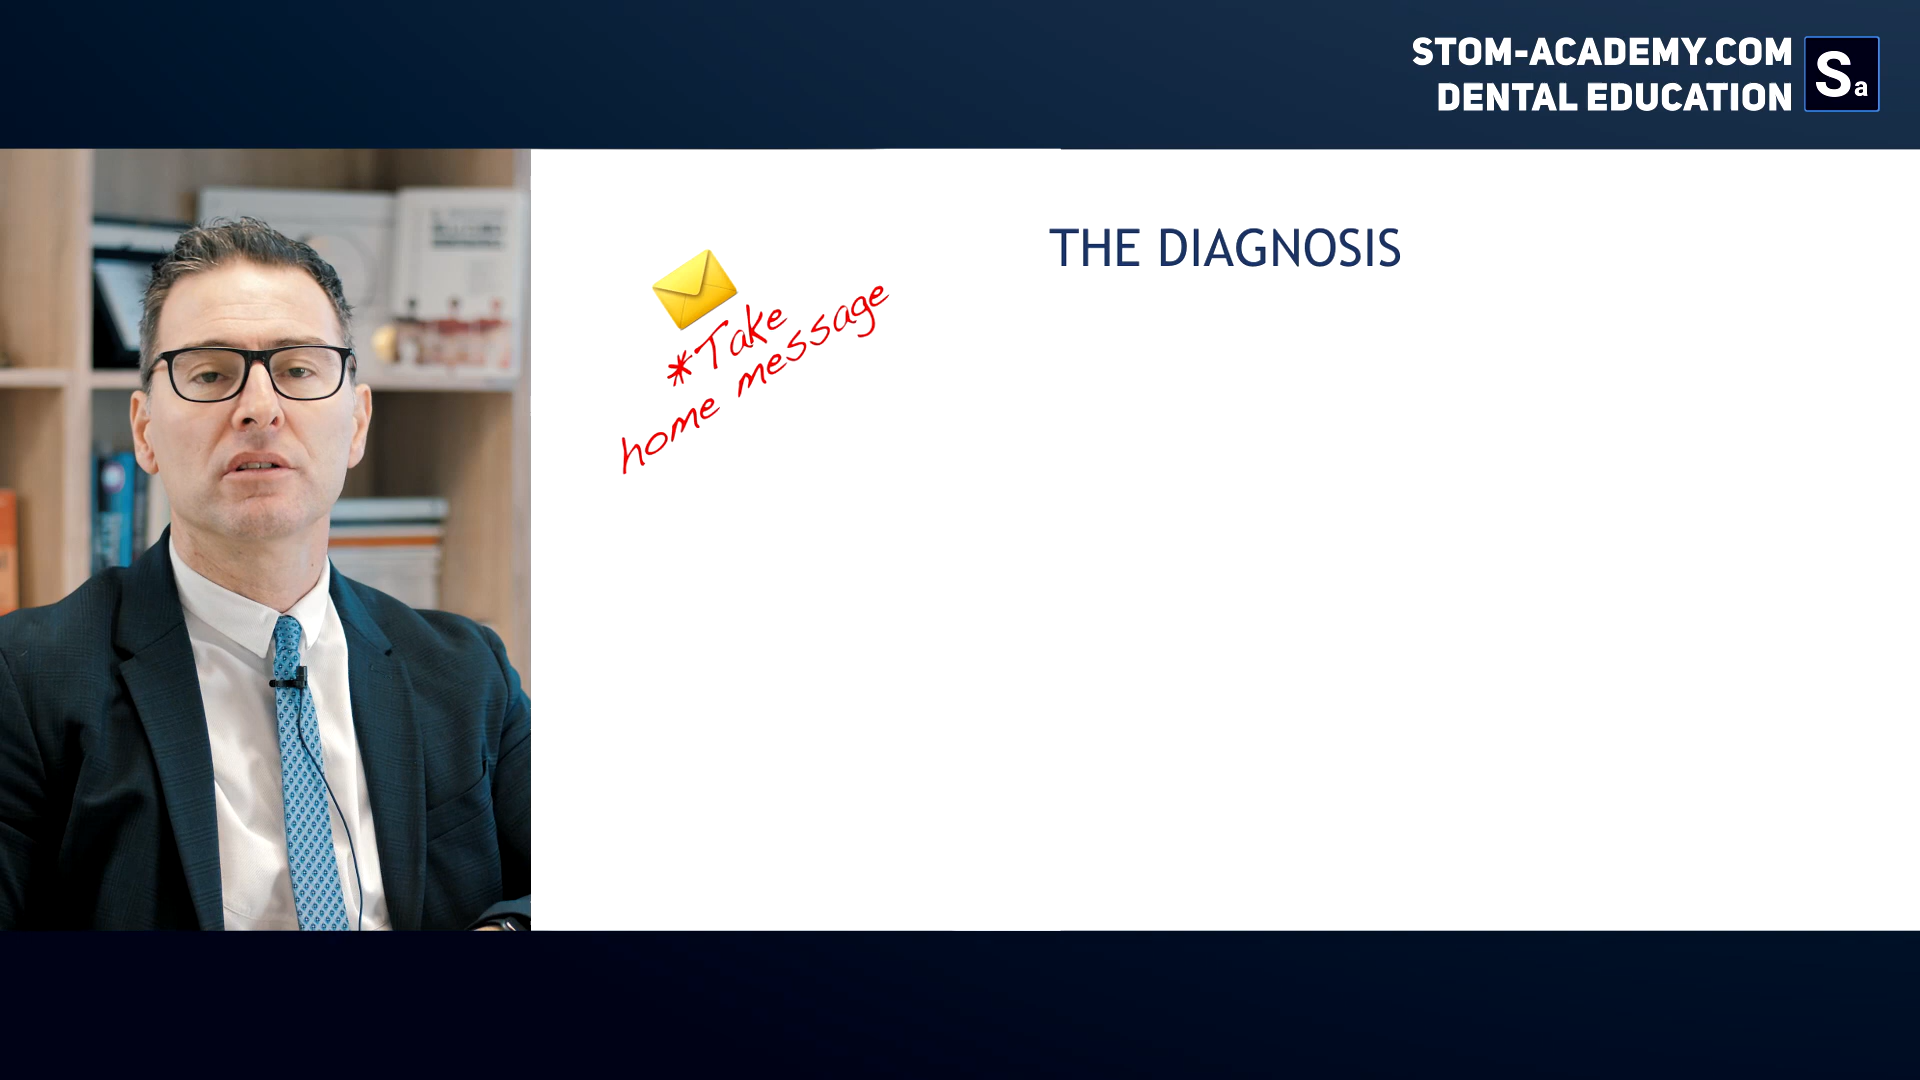 STOM-ACADEMY.COM
DENTAL EDUCATION
Sa
THE DIAGNOSIS
*Take
home message